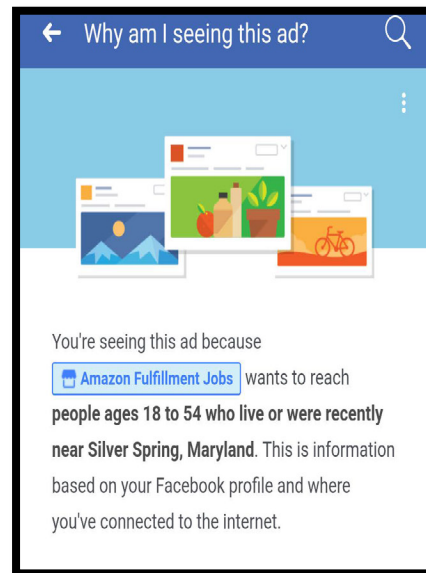 Why am I seeing this ad?
You're seeing this ad because
Amazon Fulfillment Jobs wants to reach
people ages 18 to 54 who live or were recently
near Silver Spring, Maryland. This is information
based on your Facebook profile and where
you've connected to the internet.